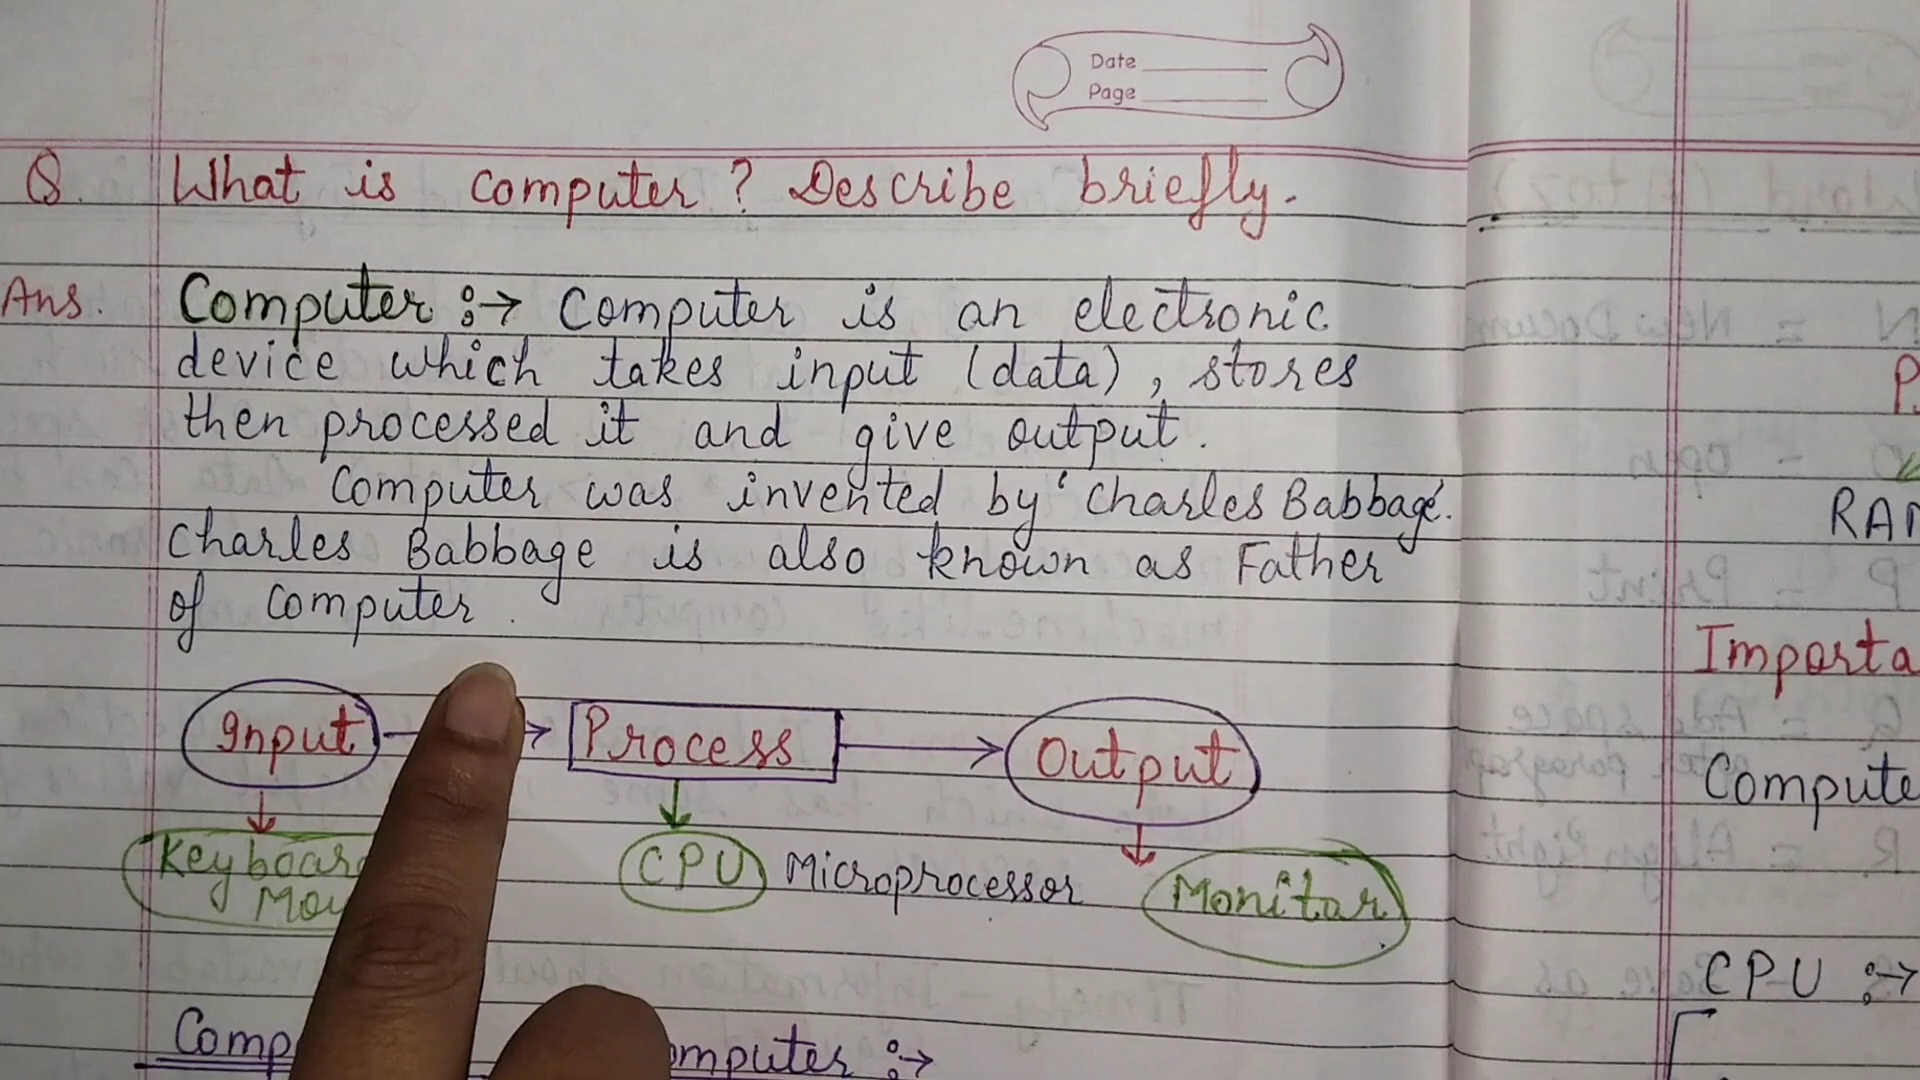 Date
Page
Q. What is computer? Describe briefly.
Ans. Computer :→ Computer is an electronic
device which takes input (data), stores
then processed it and give output.
Computer was invented by 'Charles Babbage'.
Charles Babbage is also known as Father
of computer.
Input → Process → Output
CPU Microprocessor Monitar
:→
RAM
Importa
Compute
CPU :→